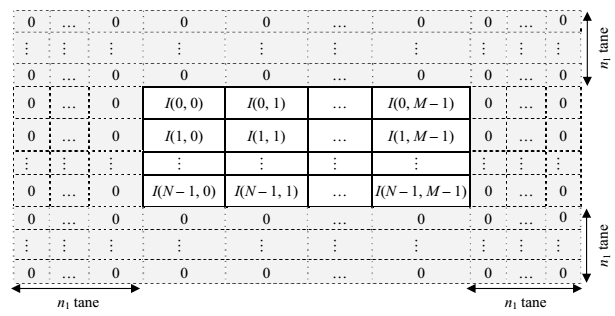 0 … 0 0 0 … 0 0 … 0
⋮ ⋮ ⋮ ⋮ ⋮ ⋮ ⋮ ⋮ ⋮ ⋮
0 … 0 0 0 … 0 0 … 0
n₁ tane
0 … 0 I(0, 0) I(0, 1) … I(0, M−1) 0 … 0
0 … 0 I(1, 0) I(1, 1) … I(1, M−1) 0 … 0
⋮ ⋮ ⋮ ⋮ ⋮ ⋮ ⋮ ⋮ ⋮ ⋮
0 … 0 I(N−1, 0) I(N−1, 1) … I(N−1, M−1) 0 … 0
0 … 0 0 0 … 0 0 … 0
⋮ ⋮ ⋮ ⋮ ⋮ ⋮ ⋮ ⋮ ⋮ ⋮
0 … 0 0 0 … 0 0 … 0
n₁ tane
n₁ tane n₁ tane